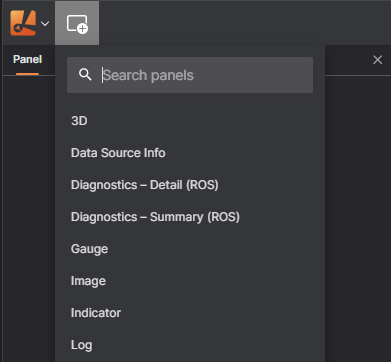 Panel
Search panels
3D
Data Source Info
Diagnostics – Detail (ROS)
Diagnostics – Summary (ROS)
Gauge
Image
Indicator
Log